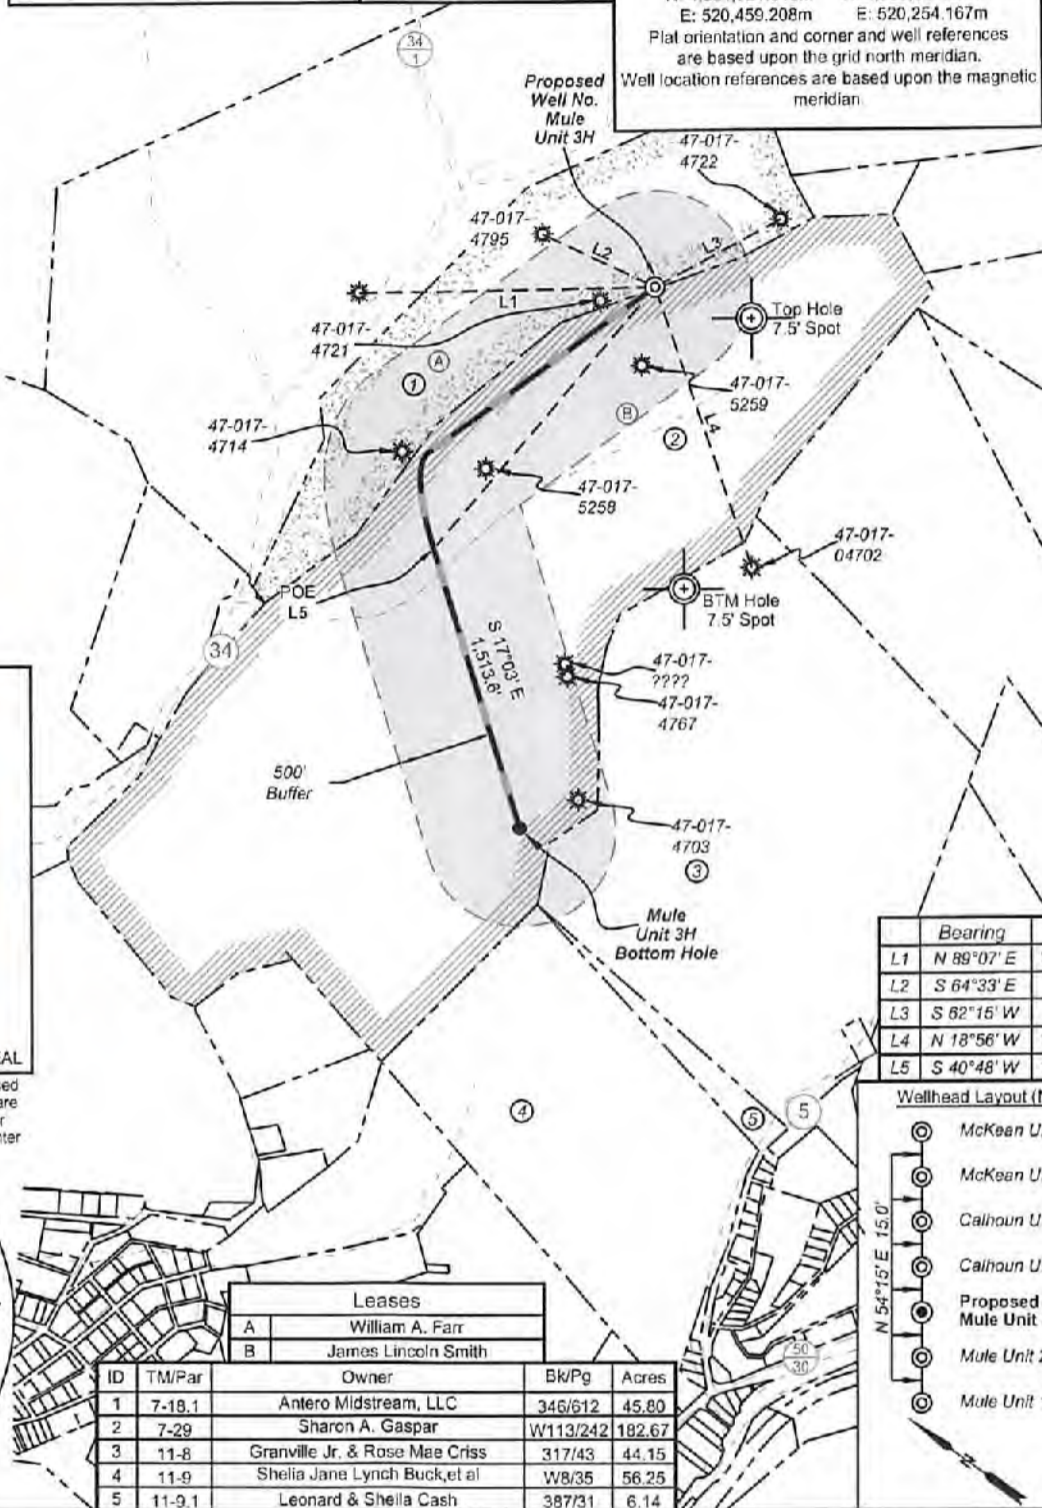 E: 520,459.208m E: 520,254.167m
Plat orientation and corner and well references
are based upon the grid north meridian.
Well location references are based upon the magnetic
meridian.
34
1
Proposed
Well No.
Mule
Unit 3H
47-017-
4722
47-017-
4795
L2
L3
L1
Top Hole
7.5' Spot
47-017-
4721
A
1
47-017-
5259
B
L4
2
47-017-
4714
47-017-
5258
47-017-
04702
POE
L5
BTM Hole
7.5' Spot
34
S 17°03' E
1,513.6'
47-017-
????
47-017-
4767
500'
Buffer
47-017-
4703
3
Mule
Unit 3H
Bottom Hole
Bearing
L1 N 89°07' E
L2 S 64°33' E
L3 S 62°15' W
L4 N 18°56' W
L5 S 40°48' W
4
5
5
Wellhead Layout
McKean U
McKean U
Calhoun U
Calhoun U
Proposed
Mule Unit
Mule Unit
Mule Unit
N 54°15' E 15.0'
50
30
N
Leases
A William A. Farr
B James Lincoln Smith
ID TM/Par Owner Bk/Pg Acres
1 7-18.1 Antero Midstream, LLC 346/612 45.80
2 7-29 Sharon A. Gaspar W113/242 182.67
3 11-8 Granville Jr. & Rose Mae Criss 317/43 44.15
4 11-9 Shelia Jane Lynch Buck,et al W8/35 56.25
5 11-9.1 Leonard & Sheila Cash 387/31 6.14